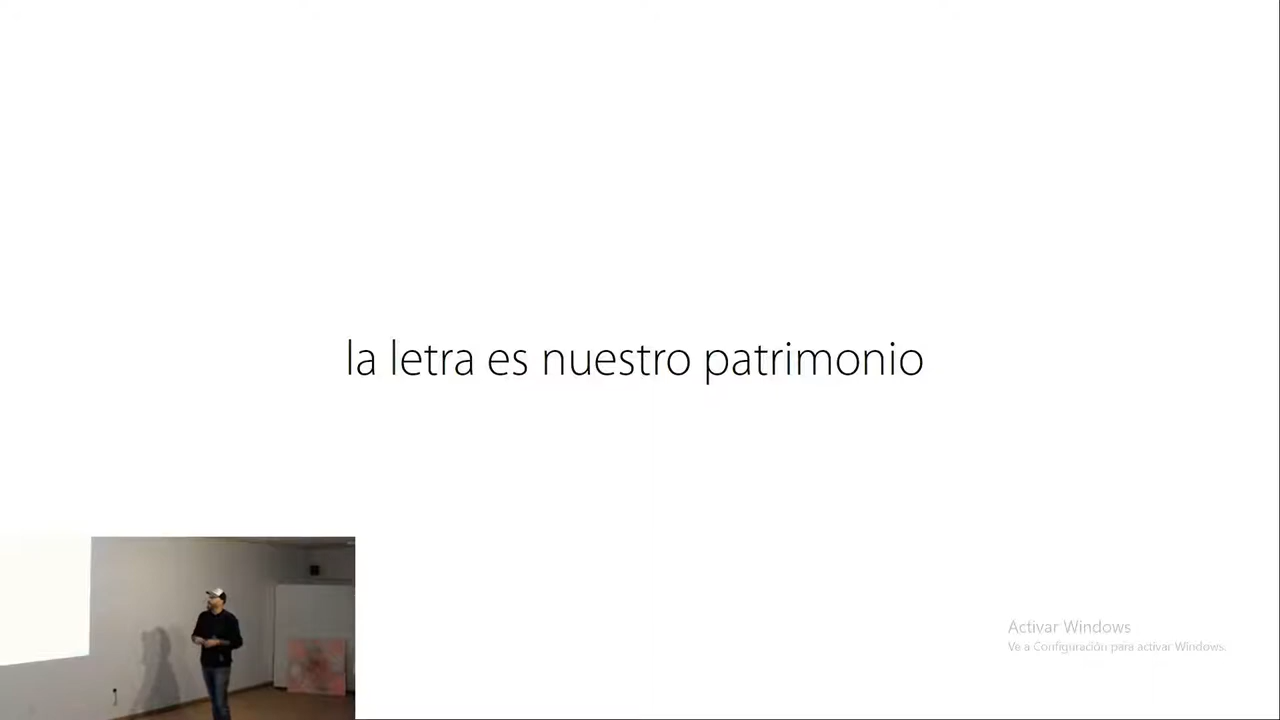 la letra es nuestro patrimonio
Activar Windows
Ve a Configuración para activar Windows.